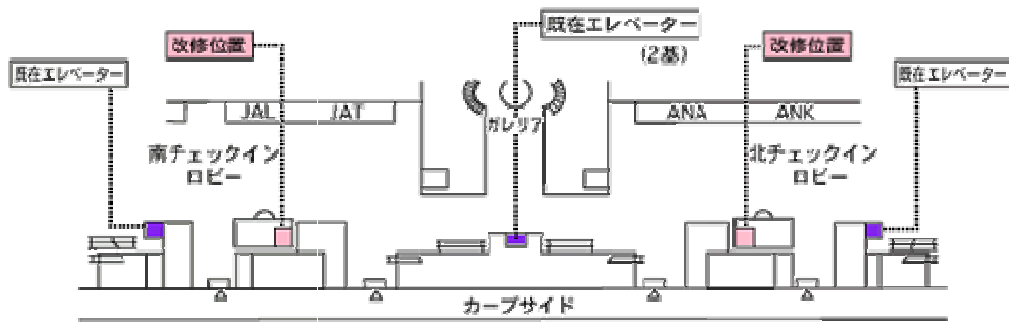 既在エレベーター
(2基)
改修位置
改修位置
既在エレベーター
既在エレベーター
JAL
JAT
ガレリア
ANA
ANK
南チェックイン
ロビー
北チェックイン
ロビー
カーブサイド